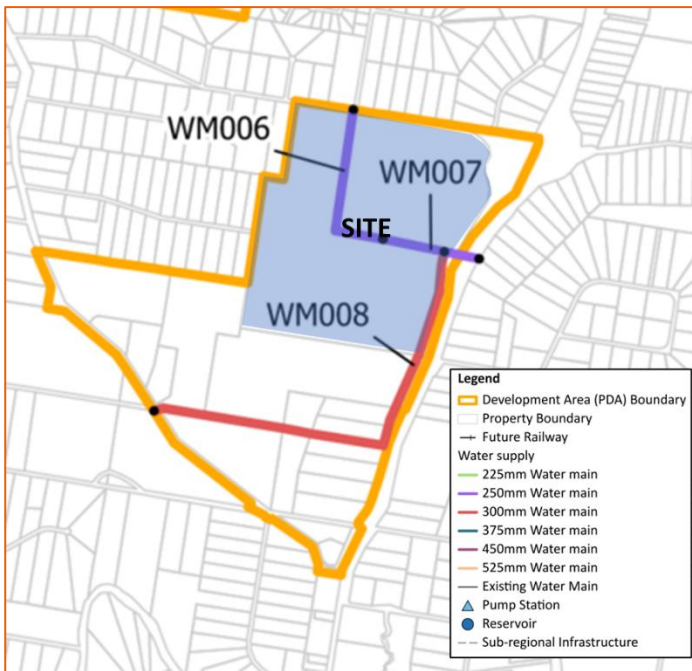 WM006
WM007
SITE
WM008
Legend
Development Area (PDA) Boundary
Property Boundary
Future Railway
Water supply
225mm Water main
250mm Water main
300mm Water main
375mm Water main
450mm Water main
525mm Water main
Existing Water Main
Pump Station
Reservoir
Sub-regional Infrastructure